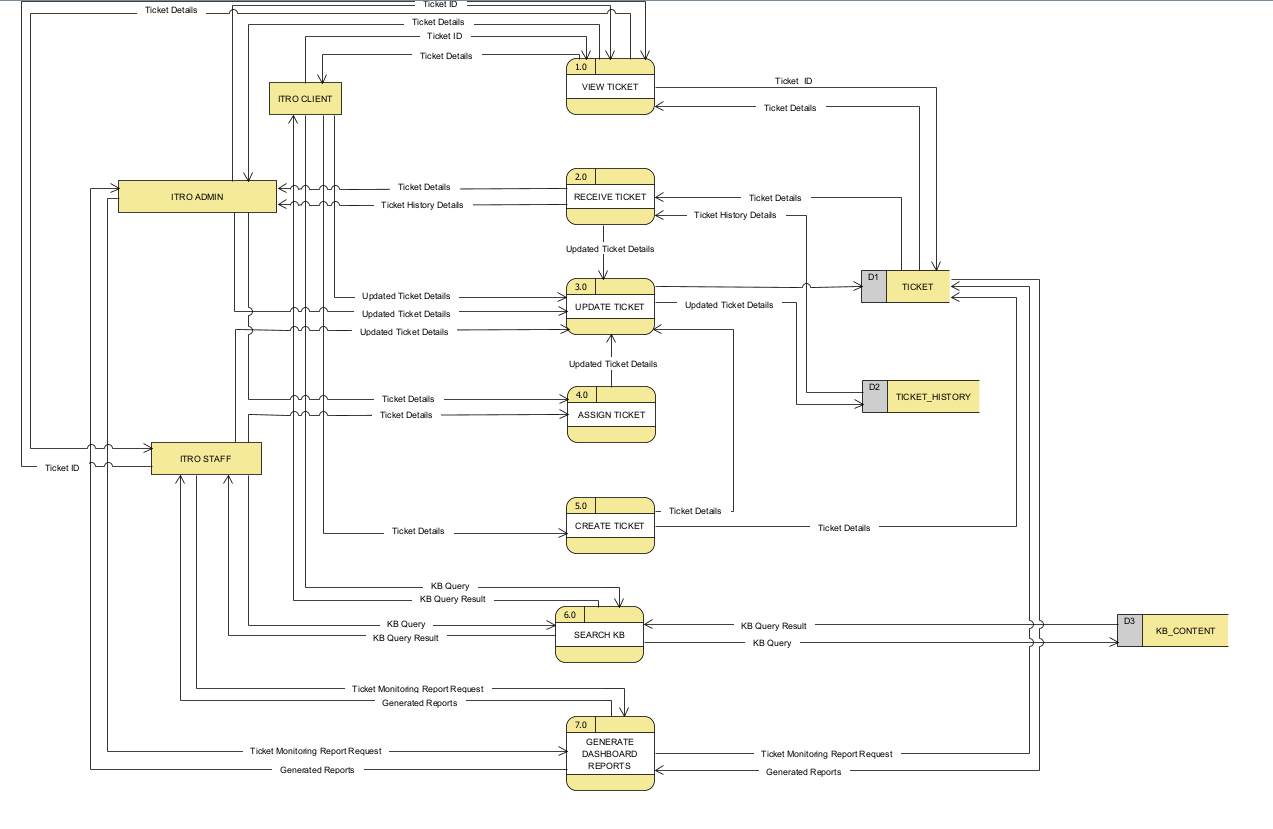 Ticket ID
Ticket Details
Ticket Details
Ticket ID
Ticket Details
1.0
VIEW TICKET
Ticket ID
Ticket Details
ITRO CLIENT
2.0
RECEIVE TICKET
Ticket Details
Ticket History Details
Ticket Details
Ticket History Details
ITRO ADMIN
Updated Ticket Details
D1
TICKET
3.0
UPDATE TICKET
Updated Ticket Details
Updated Ticket Details
Updated Ticket Details
Updated Ticket Details
Updated Ticket Details
D2
TICKET_HISTORY
4.0
ASSIGN TICKET
Ticket Details
Ticket Details
ITRO STAFF
Ticket ID
5.0
CREATE TICKET
Ticket Details
Ticket Details
Ticket Details
KB Query
KB Query Result
6.0
SEARCH KB
KB Query
KB Query Result
KB Query Result
KB Query
D3
KB_CONTENT
Ticket Monitoring Report Request
Generated Reports
7.0
GENERATE
DASHBOARD
REPORTS
Ticket Monitoring Report Request
Generated Reports
Ticket Monitoring Report Request
Generated Reports